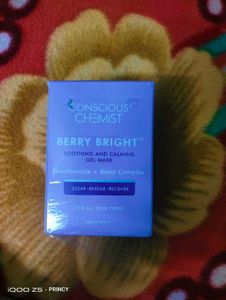 CONSCIOUS
CHEMIST
BERRY BRIGHT™
SOOTHING AND CALMING
GEL MASK
Niacinamide + Berry Complex
CLEAR • RESCUE • RECOVER
FOR ALL SKIN TYPES
iQOO Z5 • PRINCY